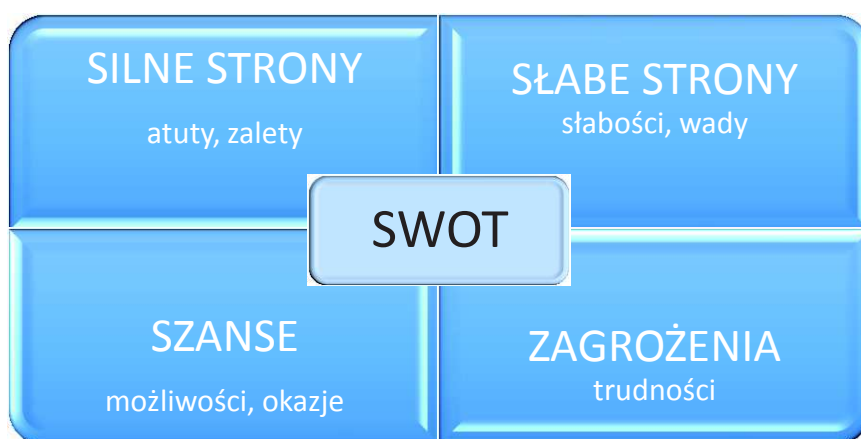 SILNE STRONY
atuty, zalety
SŁABE STRONY
słabości, wady
SWOT
SZANSE
możliwości, okazje
ZAGROŻENIA
trudności